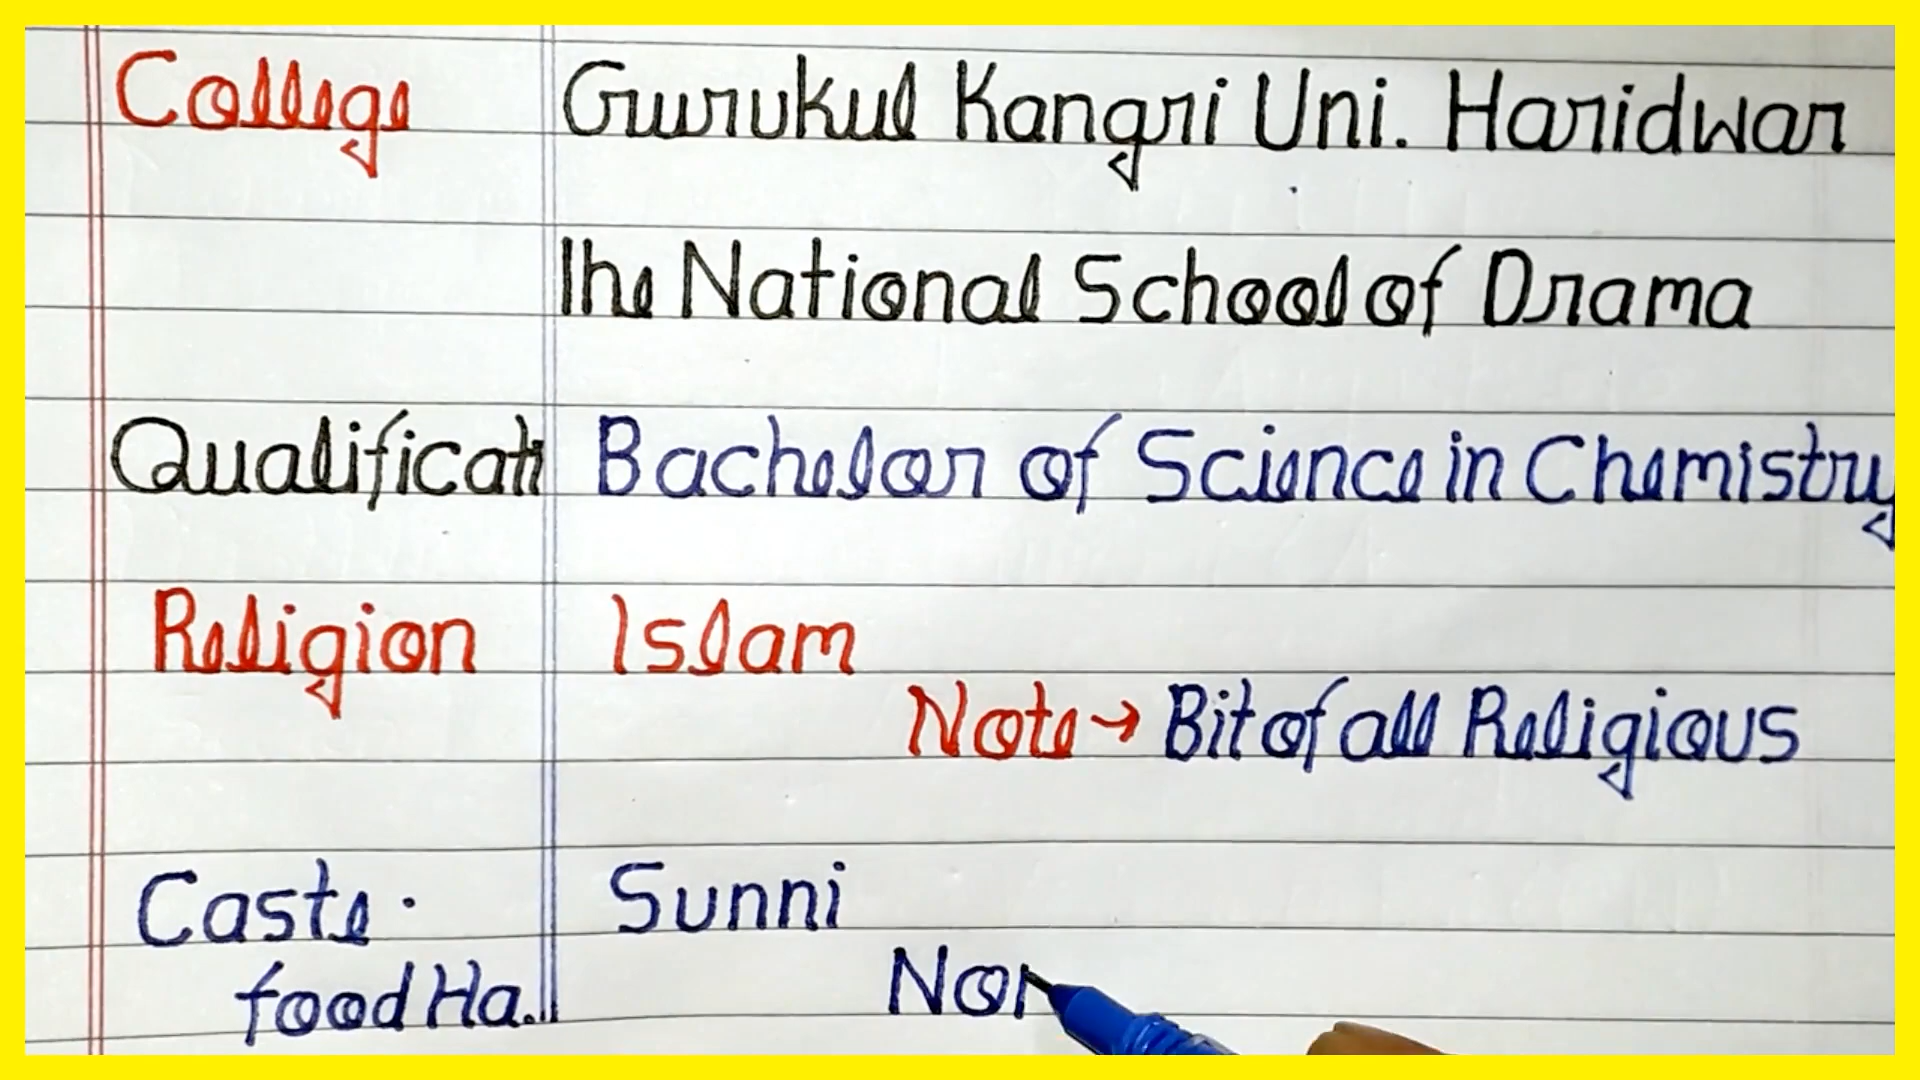 College Gurukul Kangri Uni. Haridwar
The National School of Drama
Qualificati Bachelor of Science in Chemistry
Religion Islam
Note → Bit of all Religious
Caste. Sunni
food Ha.. Non